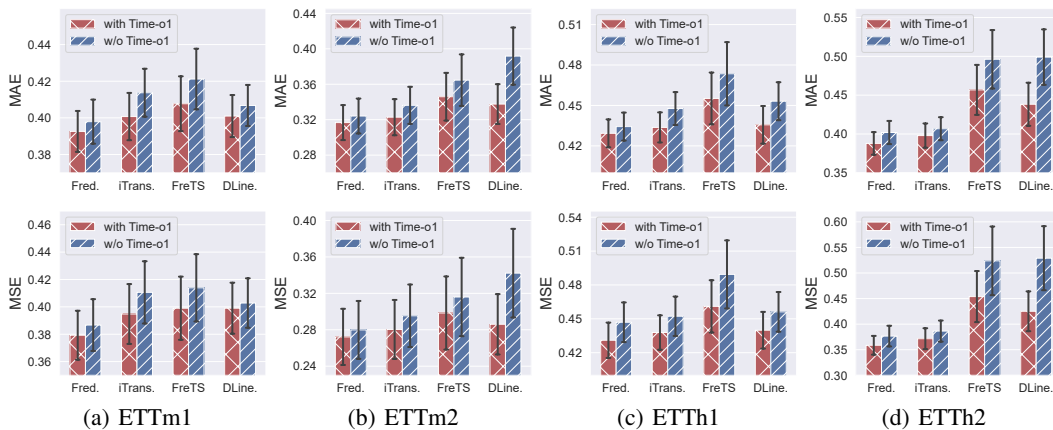 with Time-o1
w/o Time-o1
MAE
0.44
0.42
0.40
0.38
Fred. iTrans. FreTS DLine.
with Time-o1
w/o Time-o1
MAE
0.40
0.36
0.32
0.28
Fred. iTrans. FreTS DLine.
with Time-o1
w/o Time-o1
MAE
0.51
0.48
0.45
0.42
Fred. iTrans. FreTS DLine.
with Time-o1
w/o Time-o1
MAE
0.50
0.45
0.40
0.35
Fred. iTrans. FreTS DLine.
with Time-o1
w/o Time-o1
MSE
0.46
0.44
0.42
0.40
0.38
0.36
Fred. iTrans. FreTS DLine.
(a) ETTm1
with Time-o1
w/o Time-o1
MSE
0.40
0.36
0.32
0.28
0.24
Fred. iTrans. FreTS DLine.
(b) ETTm2
with Time-o1
w/o Time-o1
MSE
0.54
0.51
0.48
0.45
0.42
Fred. iTrans. FreTS DLine.
(c) ETTh1
with Time-o1
w/o Time-o1
MSE
0.60
0.55
0.50
0.45
0.40
0.35
0.30
Fred. iTrans. FreTS DLine.
(d) ETTh2